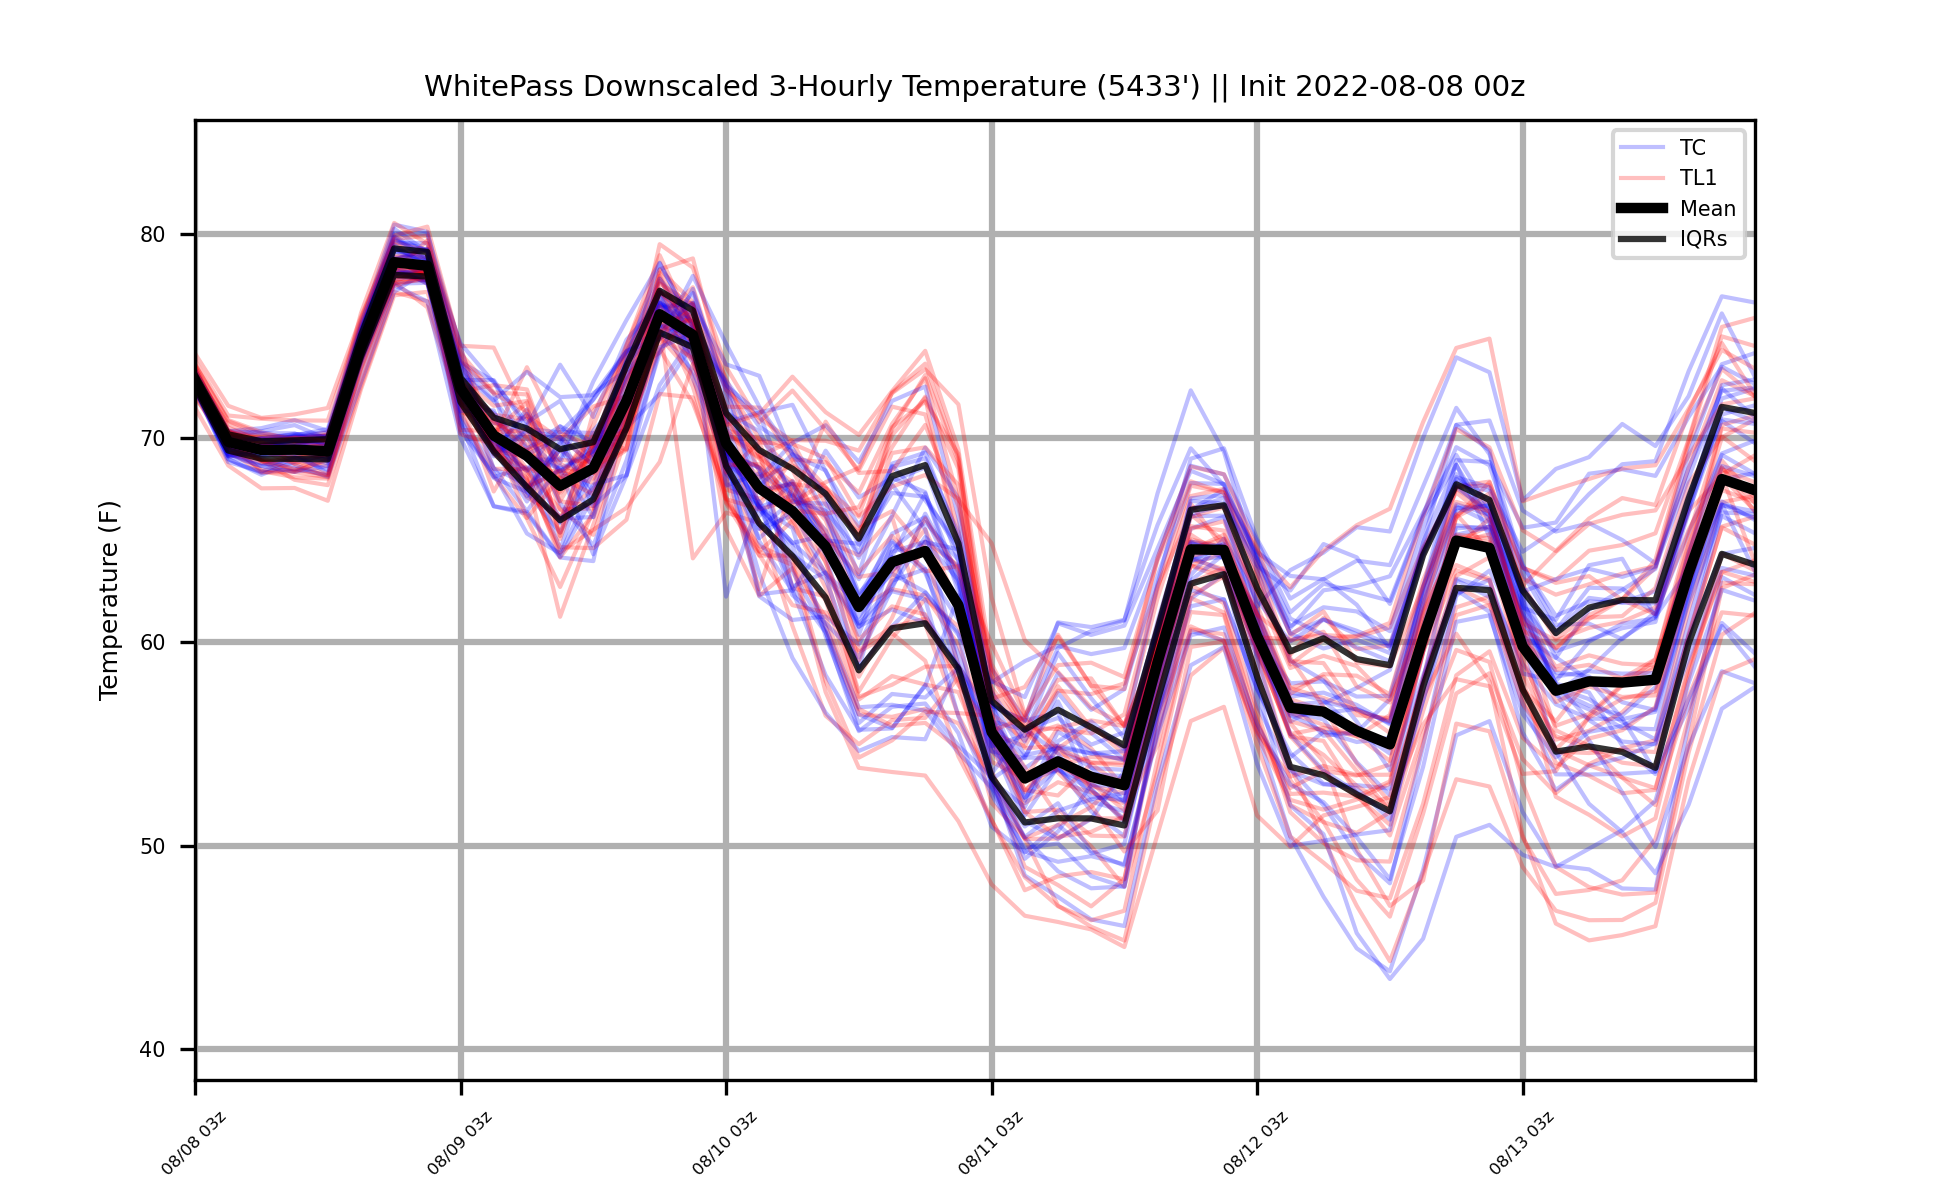 WhitePass Downscaled 3-Hourly Temperature (5433') || Init 2022-08-08 00z
TC
TL1
Mean
IQRs
Temperature (F)
80
70
60
50
40
08/08 03z
08/09 03z
08/10 03z
08/11 03z
08/12 03z
08/13 03z